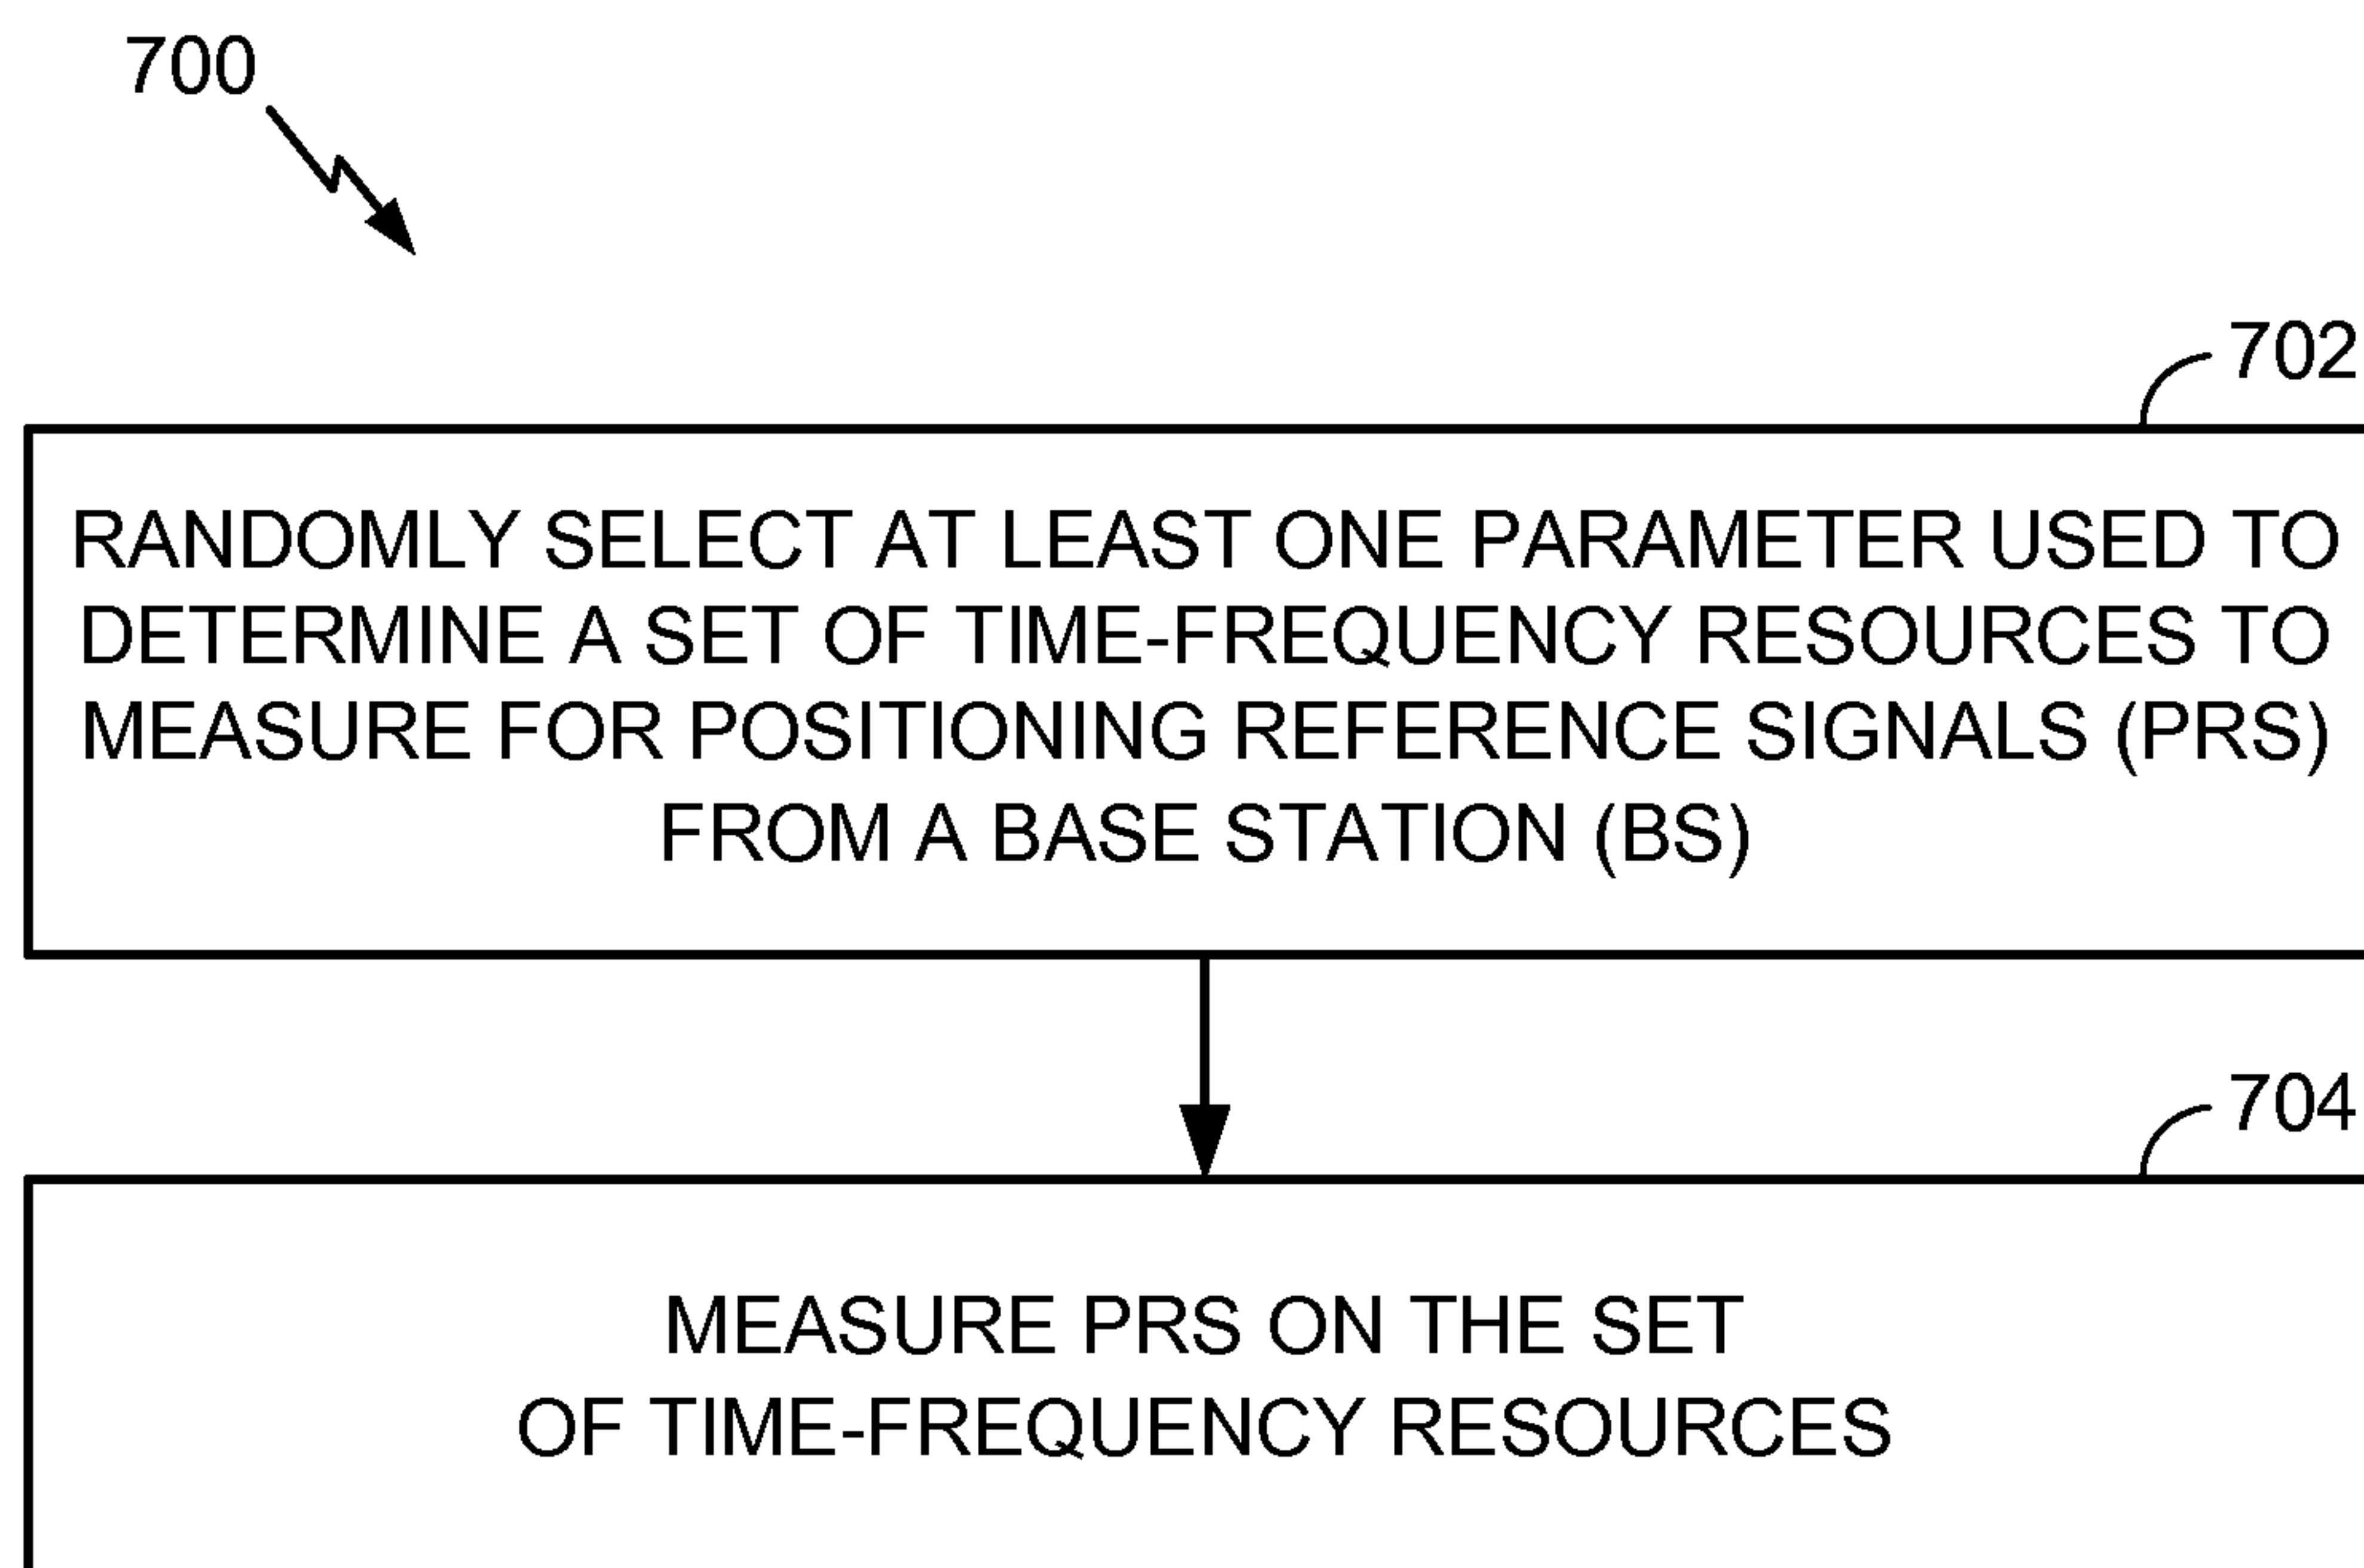 700
702
RANDOMLY SELECT AT LEAST ONE PARAMETER USED TO
DETERMINE A SET OF TIME-FREQUENCY RESOURCES TO
MEASURE FOR POSITIONING REFERENCE SIGNALS (PRS)
FROM A BASE STATION (BS)
704
MEASURE PRS ON THE SET
OF TIME-FREQUENCY RESOURCES